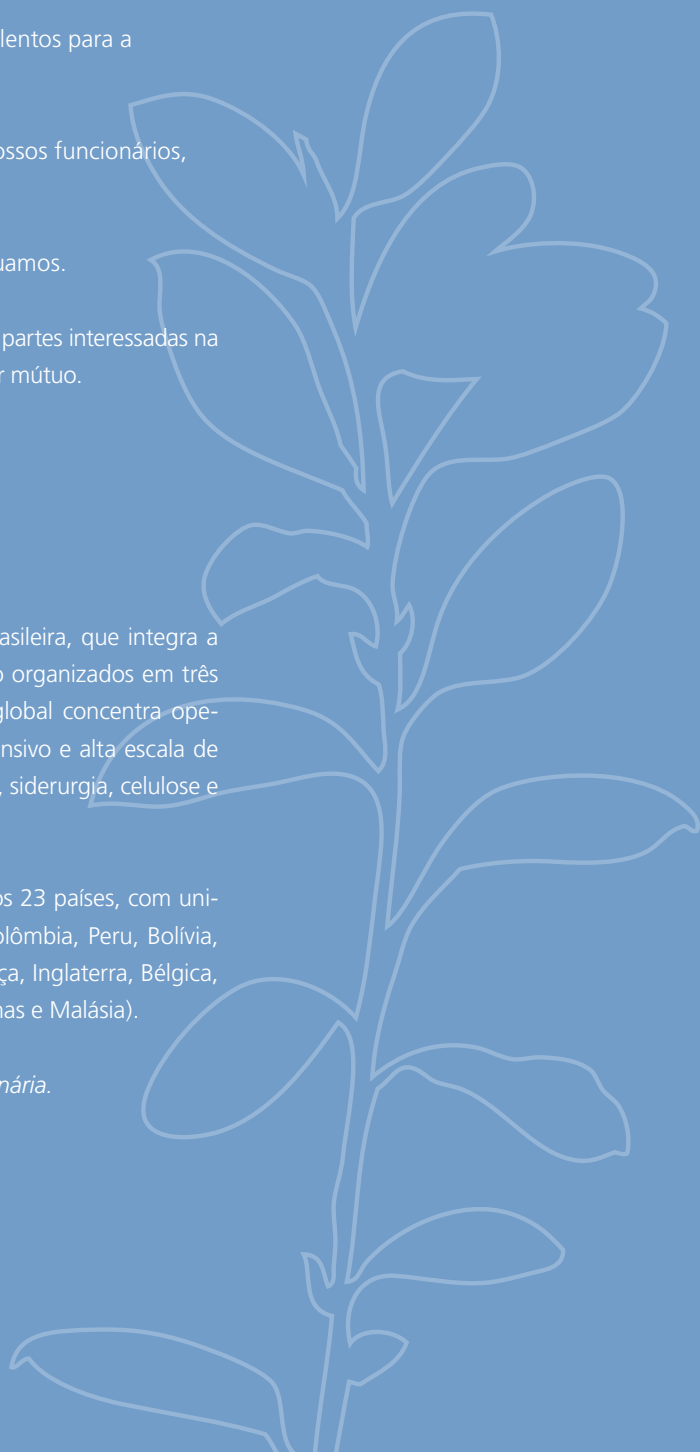 lentos para a
ossos funcionários,
uamos.
partes interessadas na
r mútuo.
asileira, que integra a
o organizados em três
global concentra ope-
nsivo e alta escala de
, siderurgia, celulose e
os 23 países, com uni-
olômbia, Peru, Bolívia,
ça, Inglaterra, Bélgica,
nas e Malásia).
nária.